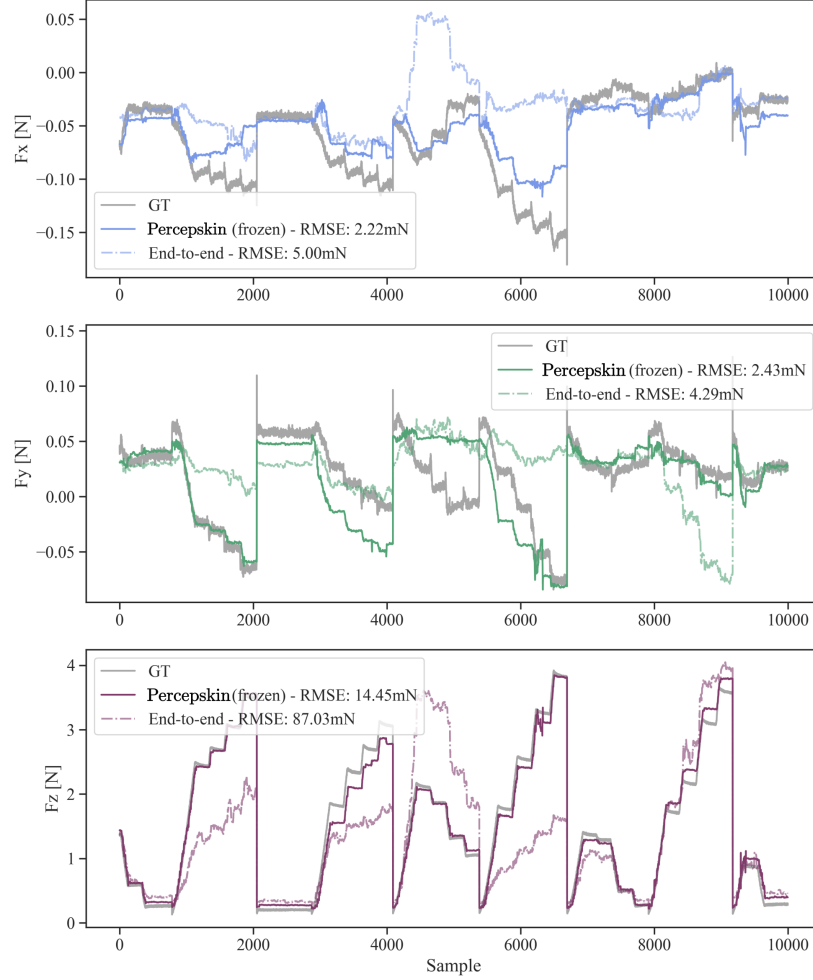 0.05
0.00
−0.05
−0.10
−0.15
Fx [N]
GT
Percepskin (frozen) - RMSE: 2.22mN
End-to-end - RMSE: 5.00mN
0 2000 4000 6000 8000 10000
0.15
0.10
0.05
0.00
−0.05
Fy [N]
GT
Percepskin (frozen) - RMSE: 2.43mN
End-to-end - RMSE: 4.29mN
0 2000 4000 6000 8000 10000
4
3
2
1
0
Fz [N]
GT
Percepskin (frozen) - RMSE: 14.45mN
End-to-end - RMSE: 87.03mN
0 2000 4000 6000 8000 10000
Sample